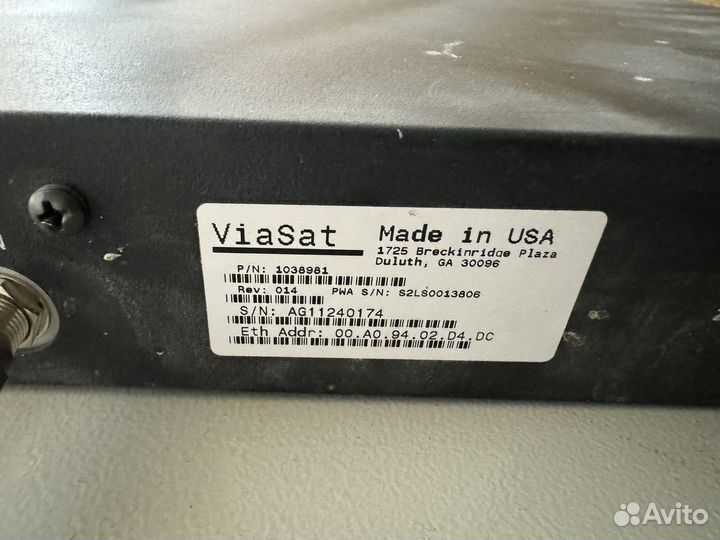 ViaSat Made in USA
1725 Breckinridge Plaza
Duluth, GA 30096
P/N: 1038981
Rev: 014 PWA S/N: S2LS0013806
S/N: AG11240174
Eth Addr: 00.A0.94.02.D4.DC
Avito